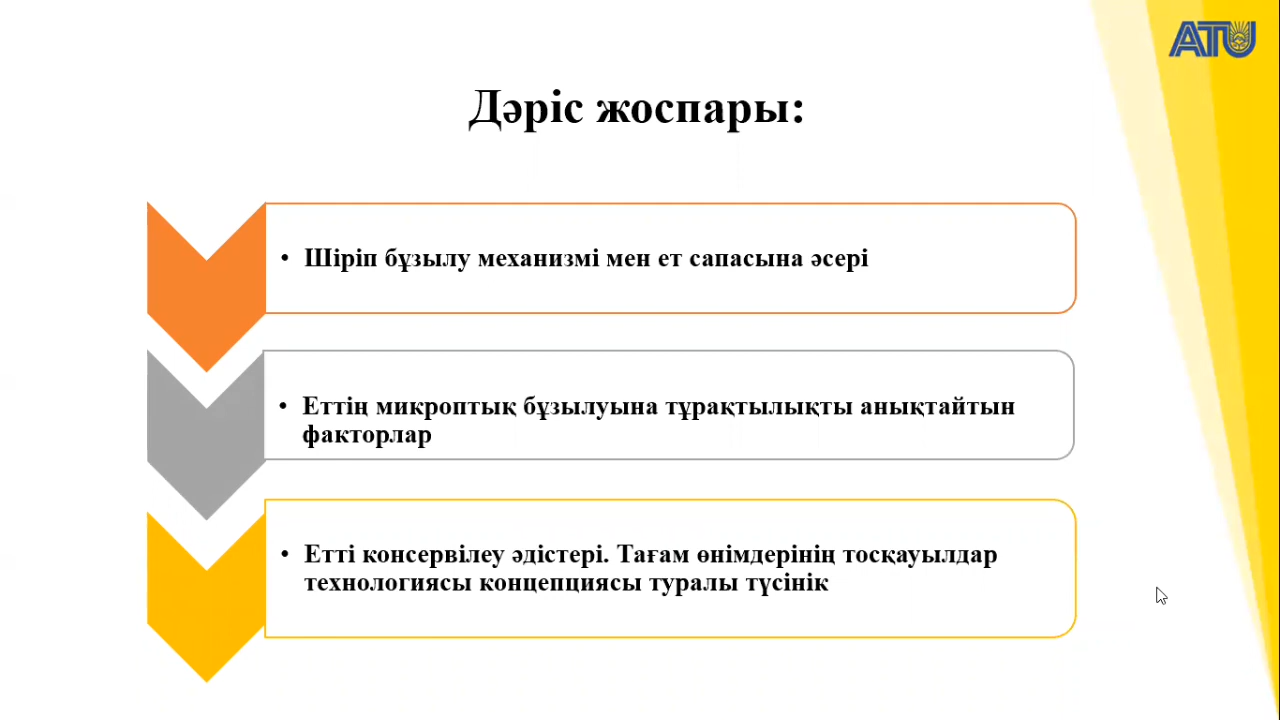 ATU
Дәріс жоспары:
• Шіріп бұзылу механизмі мен ет сапасына әсері
• Еттің микроптық бұзылуына тұрақтылықты анықтайтын
факторлар
• Етті консервілеу әдістері. Тағам өнімдерінің тосқауылдар
технологиясы концепциясы туралы түсінік